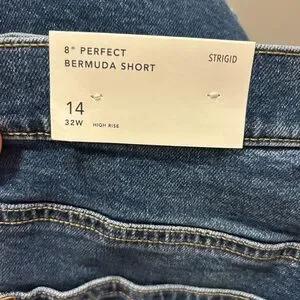 8" PERFECT
BERMUDA SHORT
STRIGID
14
32W HIGH RISE